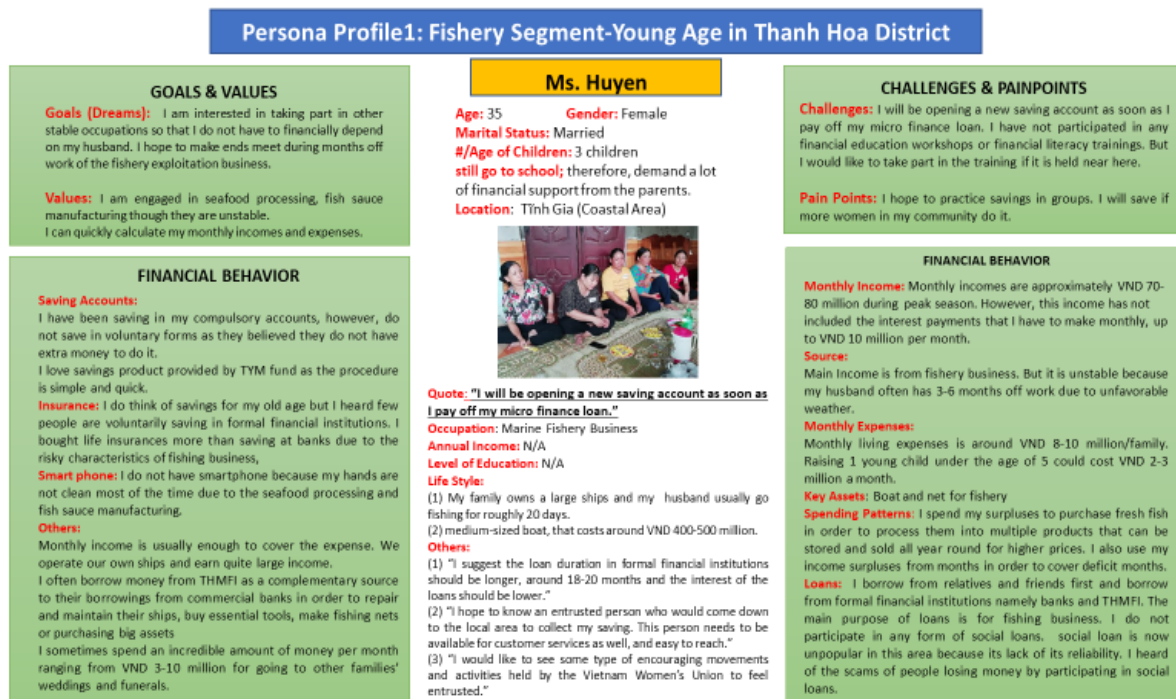 Persona Profile1: Fishery Segment-Young Age in Thanh Hoa District
GOALS & VALUES
Goals (Dreams): I am interested in taking part in other
stable occupations so that I do not have to financially depend
on my husband. I hope to make ends meet during months off
work of the fishery exploitation business.
Values: I am engaged in seafood processing, fish sauce
manufacturing though they are unstable.
I can quickly calculate my monthly incomes and expenses.
FINANCIAL BEHAVIOR
Saving Accounts:
I have been saving in my compulsory accounts, however, do
not save in voluntary forms as they believed they do not have
extra money to do it.
I love savings product provided by TYM fund as the procedure
is simple and quick.
Insurance: I do think of savings for my old age but I heard few
people are voluntarily saving in formal financial institutions. I
bought life insurances more than saving at banks due to the
risky characteristics of fishing business,
Smart phone: I do not have smartphone because my hands are
not clean most of the time due to the seafood processing and
fish sauce manufacturing.
Others:
Monthly income is usually enough to cover the expense. We
operate our own ships and earn quite large income.
I often borrow money from THMFI as a complementary source
to their borrowings from commercial banks in order to repair
and maintain their ships, buy essential tools, make fishing nets
or purchasing big assets
I sometimes spend an incredible amount of money per month
ranging from VND 3-10 million for going to other families'
weddings and funerals.
Ms. Huyen
Age: 35 Gender: Female
Marital Status: Married
#/Age of Children: 3 children
still go to school; therefore, demand a lot
of financial support from the parents.
Location: Tĩnh Gia (Coastal Area)
Quote: "I will be opening a new saving account as soon as
I pay off my micro finance loan."
Occupation: Marine Fishery Business
Annual Income: N/A
Level of Education: N/A
Life Style:
(1) My family owns a large ships and my husband usually go
fishing for roughly 20 days.
(2) medium-sized boat, that costs around VND 400-500 million.
Others:
(1) "I suggest the loan duration in formal financial institutions
should be longer, around 18-20 months and the interest of the
loans should be lower."
(2) "I hope to know an entrusted person who would come down
to the local area to collect my saving. This person needs to be
available for customer services as well, and easy to reach."
(3) "I would like to see some type of encouraging movements
and activities held by the Vietnam Women's Union to feel
entrusted."
CHALLENGES & PAINPOINTS
Challenges: I will be opening a new saving account as soon as I
pay off my micro finance loan. I have not participated in any
financial education workshops or financial literacy trainings. But
I would like to take part in the training if it is held near here.
Pain Points: I hope to practice savings in groups. I will save if
more women in my community do it.
FINANCIAL BEHAVIOR
Monthly Income: Monthly incomes are approximately VND 70-
80 million during peak season. However, this income has not
included the interest payments that I have to make monthly, up
to VND 10 million per month.
Source:
Main Income is from fishery business. But it is unstable because
my husband often has 3-6 months off work due to unfavorable
weather.
Monthly Expenses:
Monthly living expenses is around VND 8-10 million/family.
Raising 1 young child under the age of 5 could cost VND 2-3
million a month.
Key Assets: Boat and net for fishery
Spending Patterns: I spend my surpluses to purchase fresh fish
in order to process them into multiple products that can be
stored and sold all year round for higher prices. I also use my
income surpluses from months in order to cover deficit months.
Loans: I borrow from relatives and friends first and borrow
from formal financial institutions namely banks and THMFI. The
main purpose of loans is for fishing business. I do not
participate in any form of social loans. social loan is now
unpopular in this area because its lack of its reliability. I heard
of the scams of people losing money by participating in social
loans.